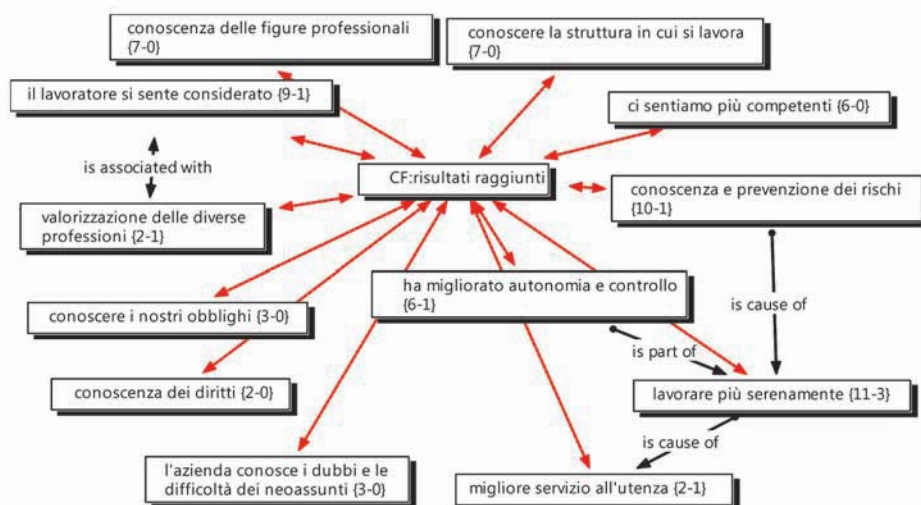 conoscenza delle figure professionali
{7-0}
conoscere la struttura in cui si lavora
{7-0}
il lavoratore si sente considerato {9-1}
ci sentiamo più competenti {6-0}
is associated with
CF:risultati raggiunti
conoscenza e prevenzione dei rischi
{10-1}
valorizzazione delle diverse
professioni {2-1}
ha migliorato autonomia e controllo
{6-1}
is cause of
conoscere i nostri obblighi {3-0}
is part of
conoscenza dei diritti {2-0}
lavorare più serenamente {11-3}
is cause of
l'azienda conosce i dubbi e le
difficoltà dei neoassunti {3-0}
migliore servizio all'utenza {2-1}